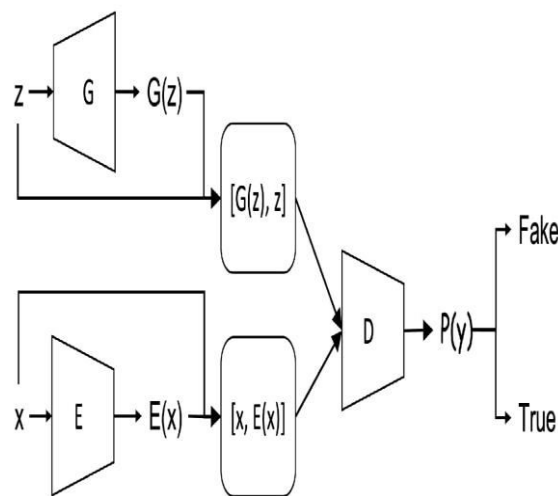 z
G
G(z)
[G(z), z]
Fake
D
P(y)
x
E
E(x)
[x, E(x)]
True